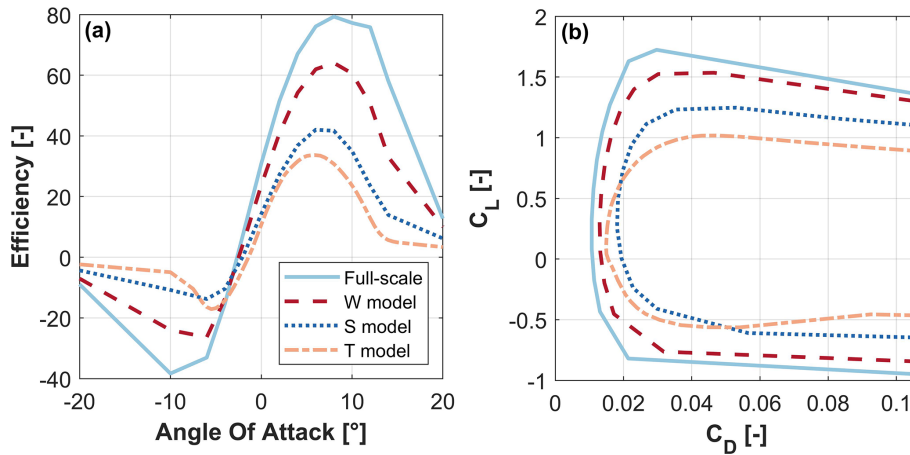 (a)
80
60
40
20
0
-20
-40
Efficiency [-]
-20
-10
0
10
20
Angle Of Attack [°]
Full-scale
W model
S model
T model
(b)
2
1.5
1
0.5
0
-0.5
-1
C_L [-]
0
0.02
0.04
0.06
0.08
0.1
C_D [-]